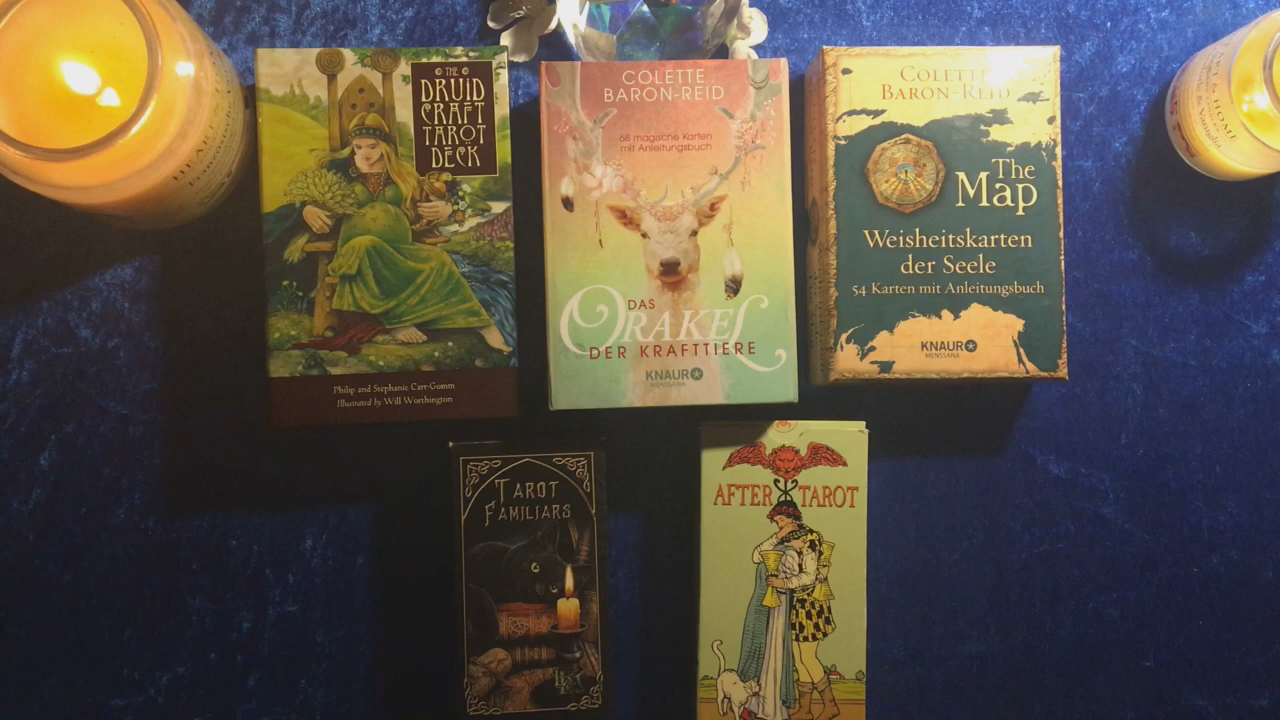 THE
DRUID
CRAFT
TAROT
DECK
Philip and Stephanie Carr-Gomm
Illustrated by Will Worthington
COLETTE
BARON-REID
68 magische Karten
mit Anleitungsbuch
DAS
ORAKEL
DER KRAFTTIERE
KNAUR
MENSSANA
COLETTE
BARON-REID
The
Map
Weisheitskarten
der Seele
54 Karten mit Anleitungsbuch
KNAUR
MENSSANA
& HOME
& Vanilla
TAROT
FAMILIARS
AFTER TAROT